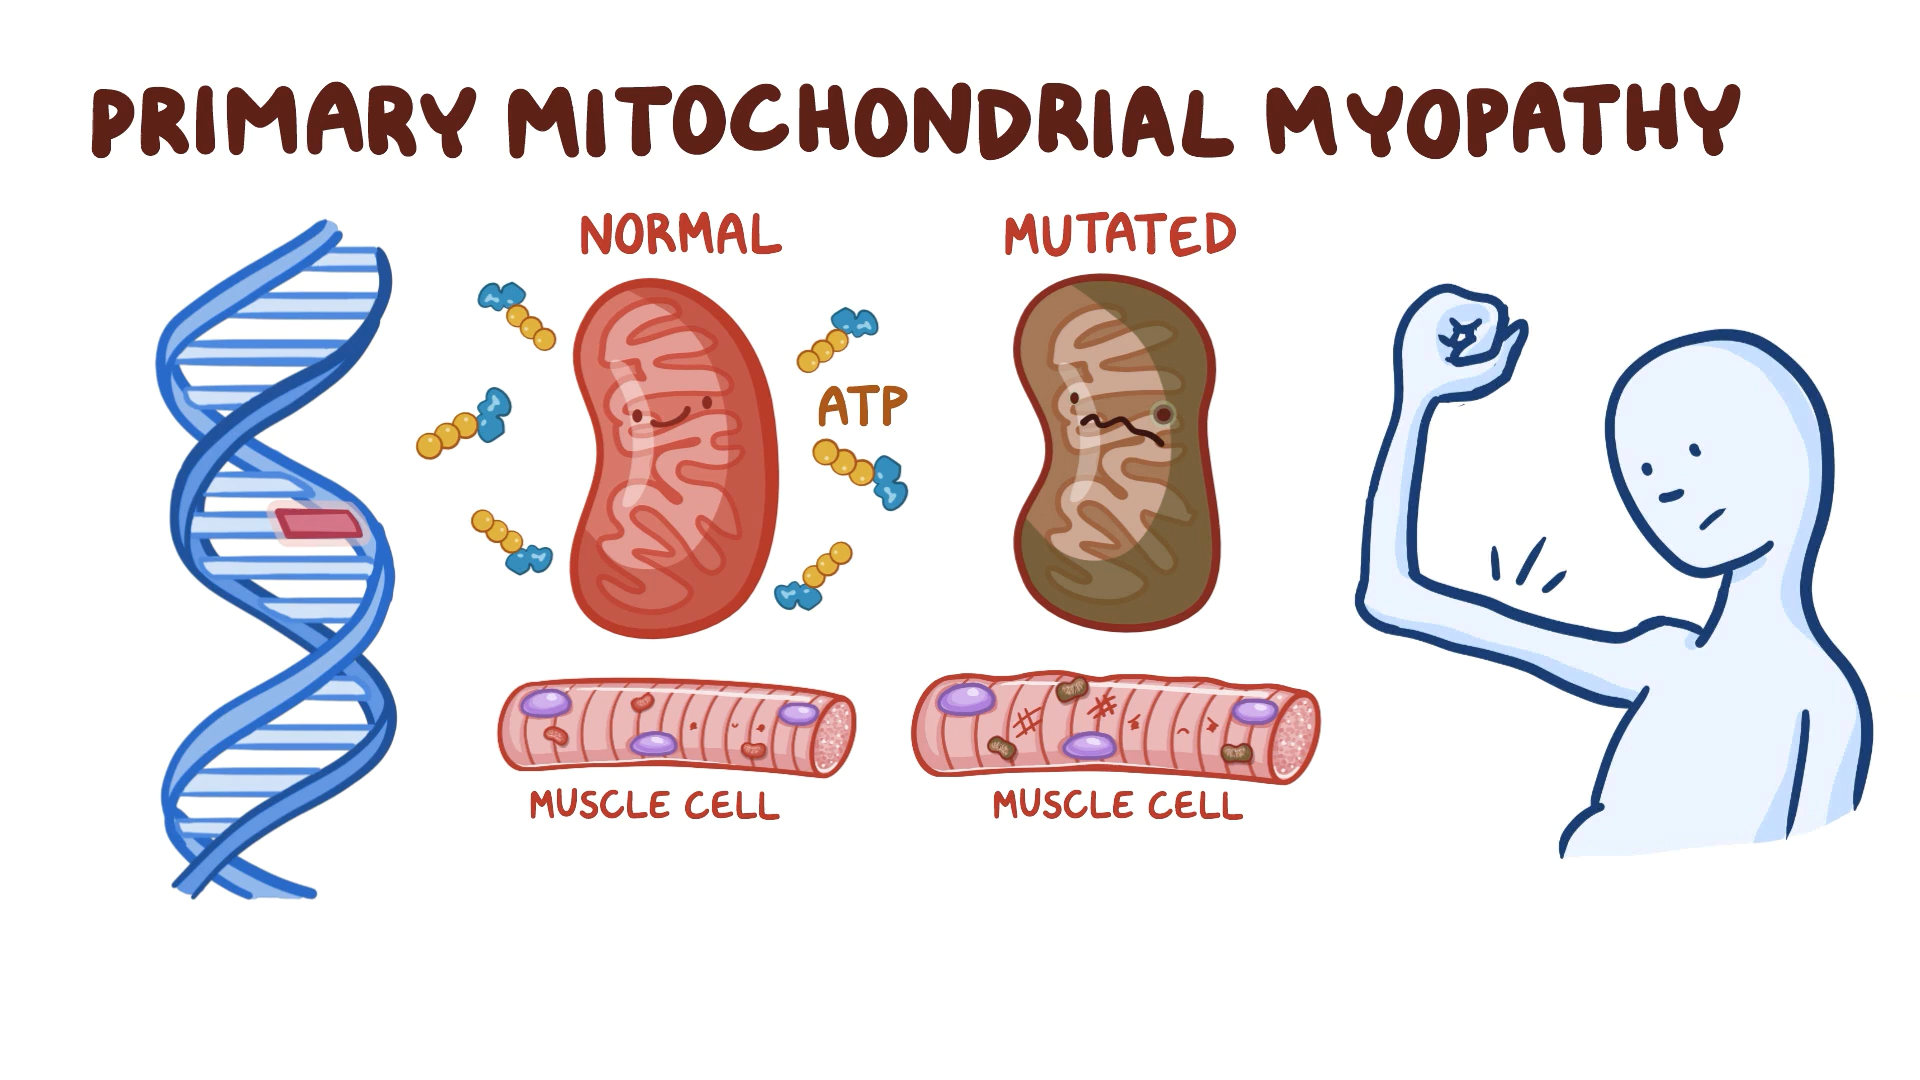 PRIMARY MITOCHONDRIAL MYOPATHY
NORMAL
MUTATED
ATP
MUSCLE CELL
MUSCLE CELL